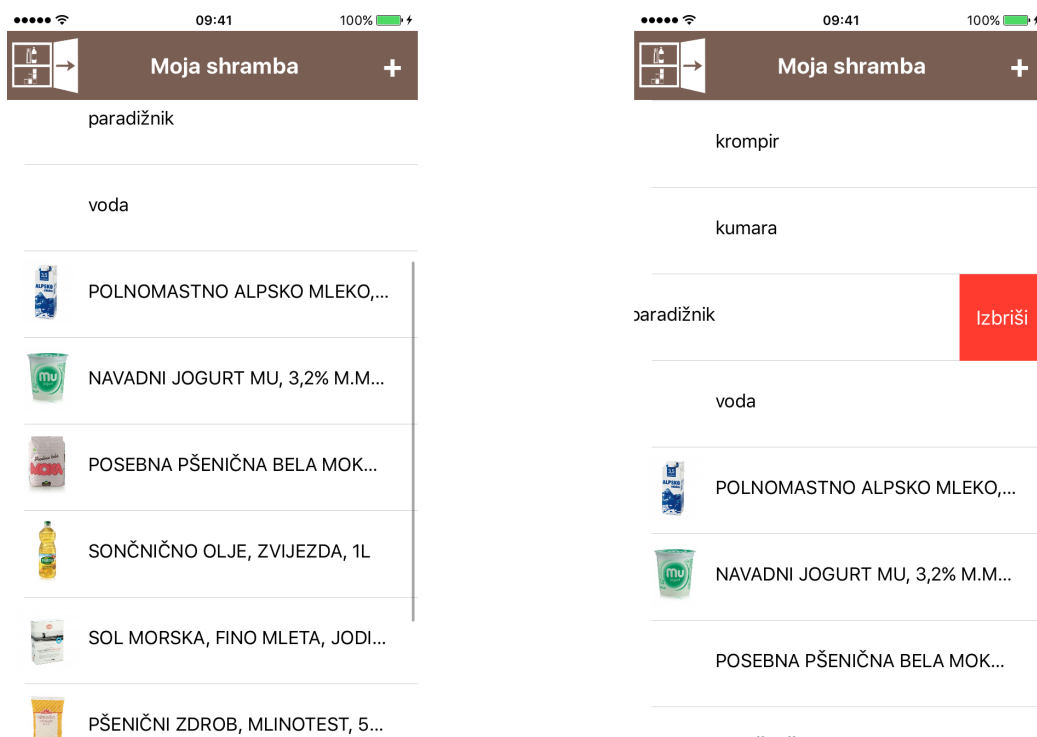 09:41
100%
Moja shramba
+
paradižnik
voda
POLNOMASTNO ALPSKO MLEKO,...
NAVADNI JOGURT MU, 3,2% M.M...
POSEBNA PŠENIČNA BELA MOK...
SONČNIČNO OLJE, ZVIJEZDA, 1L
SOL MORSKA, FINO MLETA, JODI...
PŠENIČNI ZDROB, MLINOTEST, 5...
09:41
100%
Moja shramba
+
krompir
kumara
paradižnik
Izbriši
voda
POLNOMASTNO ALPSKO MLEKO,...
NAVADNI JOGURT MU, 3,2% M.M...
POSEBNA PŠENIČNA BELA MOK...